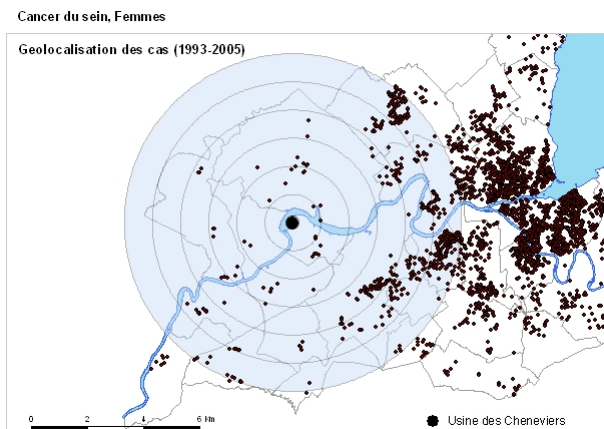 Cancer du sein, Femmes
Geolocalisation des cas (1993-2005)
0 2 4 6 km
Usine des Cheneviers